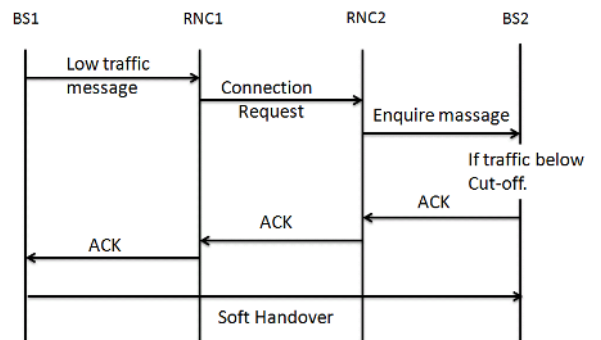 BS1 RNC1 RNC2 BS2
Low traffic
message
Connection
Request
Enquire massage
If traffic below
Cut-off.
ACK
ACK
ACK
Soft Handover